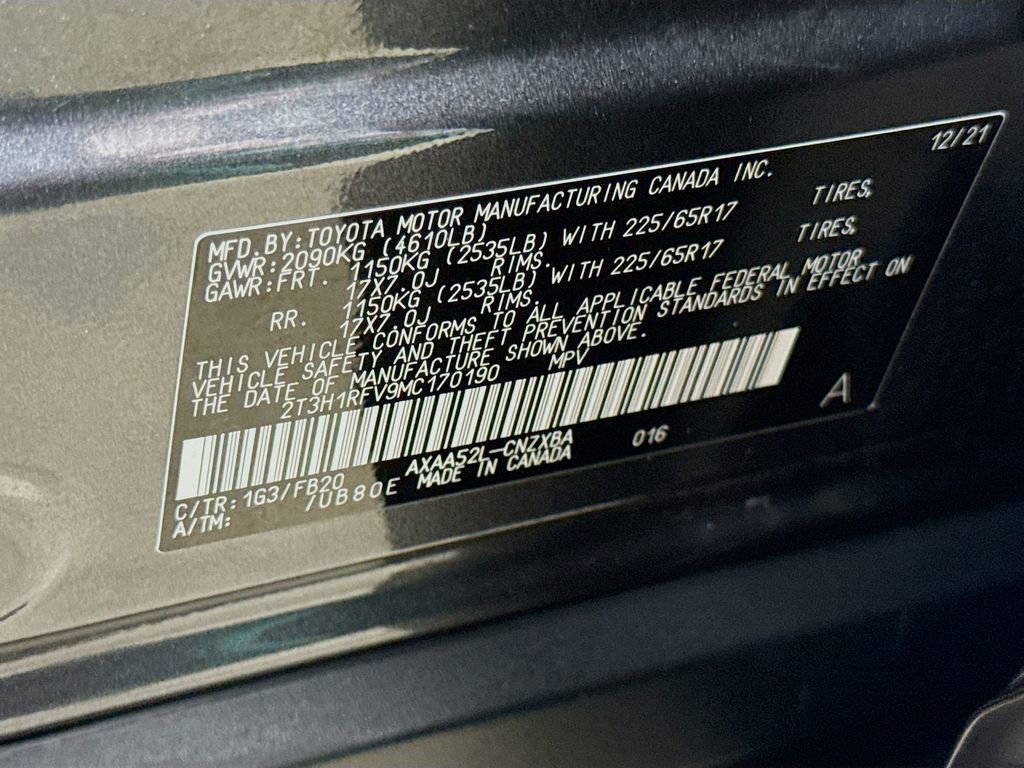 12/21
MFD.BY:TOYOTA MOTOR MANUFACTURING CANADA INC.
GVWR:2090KG (4610LB)
GAWR:FRT. 1150KG (2535LB) WITH 225/65R17 TIRES,
17X7.0J RIMS.
RR. 1150KG (2535LB) WITH 225/65R17 TIRES,
17X7.0J RIMS.
THIS VEHICLE CONFORMS TO ALL APPLICABLE FEDERAL MOTOR
VEHICLE SAFETY AND THEFT PREVENTION STANDARDS IN EFFECT ON
THE DATE OF MANUFACTURE SHOWN ABOVE.
2T3H1RFV9MC170190 MPV
A
C/TR:1G3/FB20 AXAA52L-CNZXBA 016
A/TM: /UB80E MADE IN CANADA